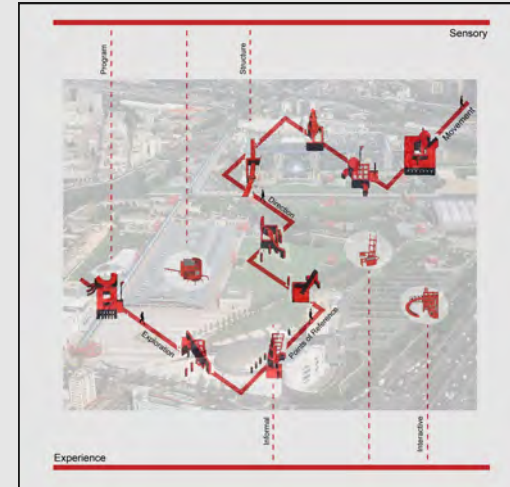 Sensory
Program
Structure
Movement
Direction
Exploration
Points of Reference
Informal
Interactive
Experience